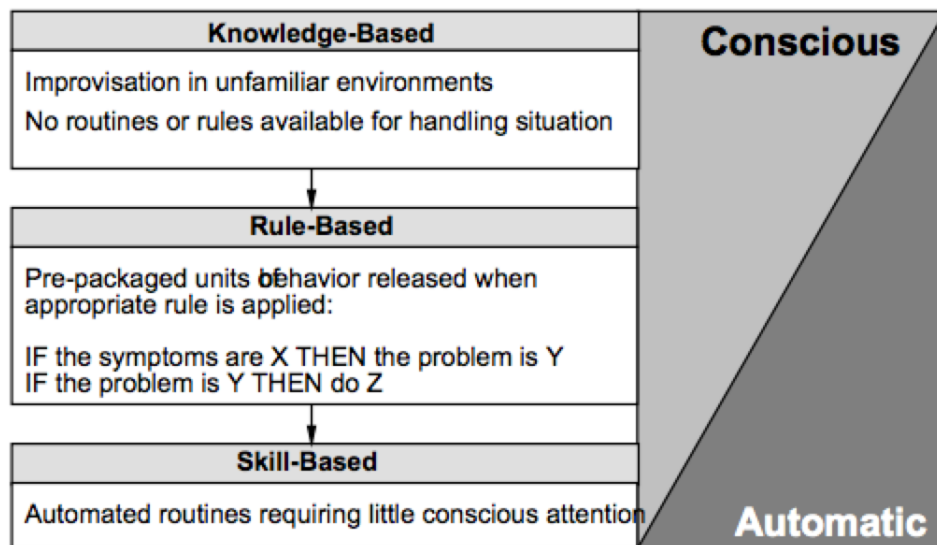 Knowledge-Based
Conscious
Improvisation in unfamiliar environments
No routines or rules available for handling situation
Rule-Based
Pre-packaged units of behavior released when
appropriate rule is applied:
IF the symptoms are X THEN the problem is Y
IF the problem is Y THEN do Z
Skill-Based
Automated routines requiring little conscious attention
Automatic